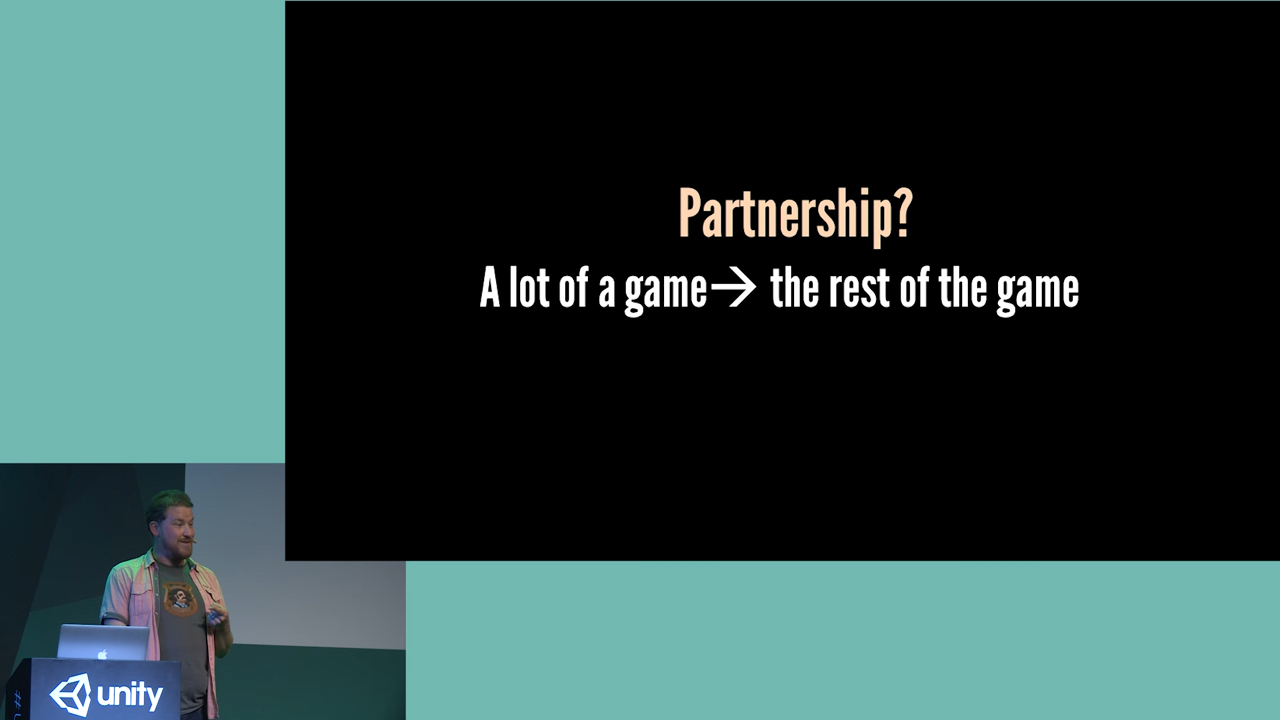 Partnership?
A lot of a game→ the rest of the game
unity